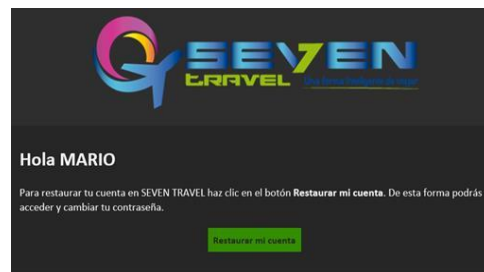 SEVEN
TRAVEL
Hola MARIO
Para restaurar tu cuenta en SEVEN TRAVEL haz clic en el botón Restaurar mi cuenta. De esta forma podrás
acceder y cambiar tu contraseña.
Restaurar mi cuenta